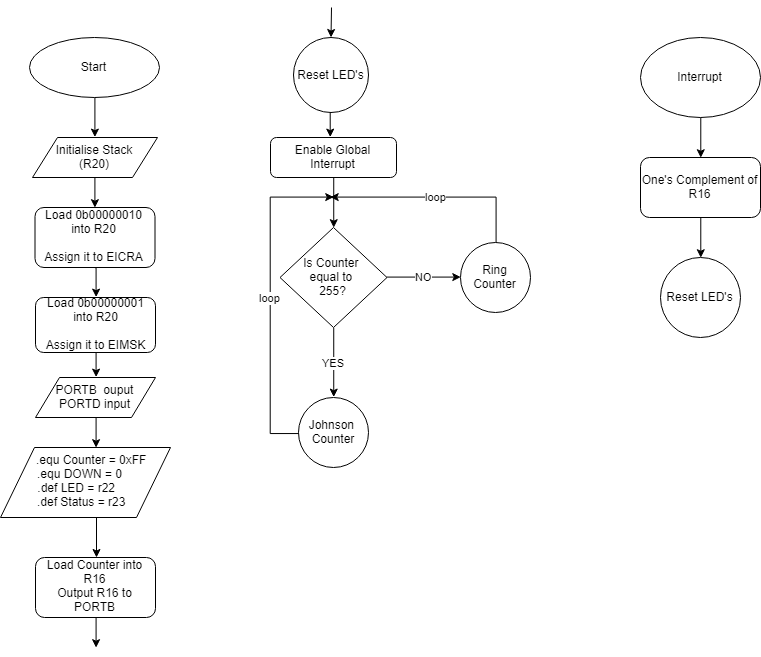 Start
Initialise Stack
(R20)
Load 0b00000010
into R20
Assign it to EICRA
Load 0b00000001
into R20
Assign it to EIMSK
PORTB ouput
PORTD input
.equ Counter = 0xFF
.equ DOWN = 0
.def LED = r22
.def Status = r23
Load Counter into
R16
Output R16 to
PORTB
Reset LED's
Enable Global
Interrupt
loop
Is Counter
equal to
255?
NO
Ring
Counter
loop
YES
Johnson
Counter
Interrupt
One's Complement of
R16
Reset LED's